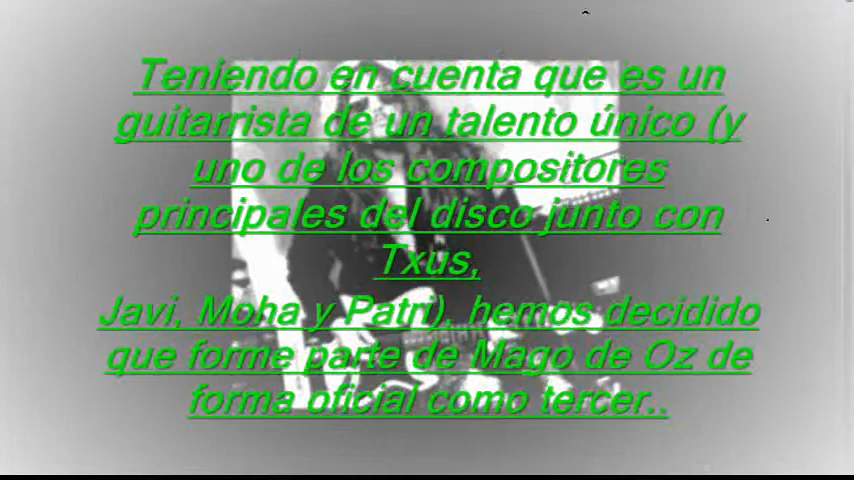 Teniendo en cuenta que es un
guitarrista de un talento único (y
uno de los compositores
principales del disco junto con
Txus,
Javi, Moha y Patri), hemos decidido
que forme parte de Mago de Oz de
forma oficial como tercer..